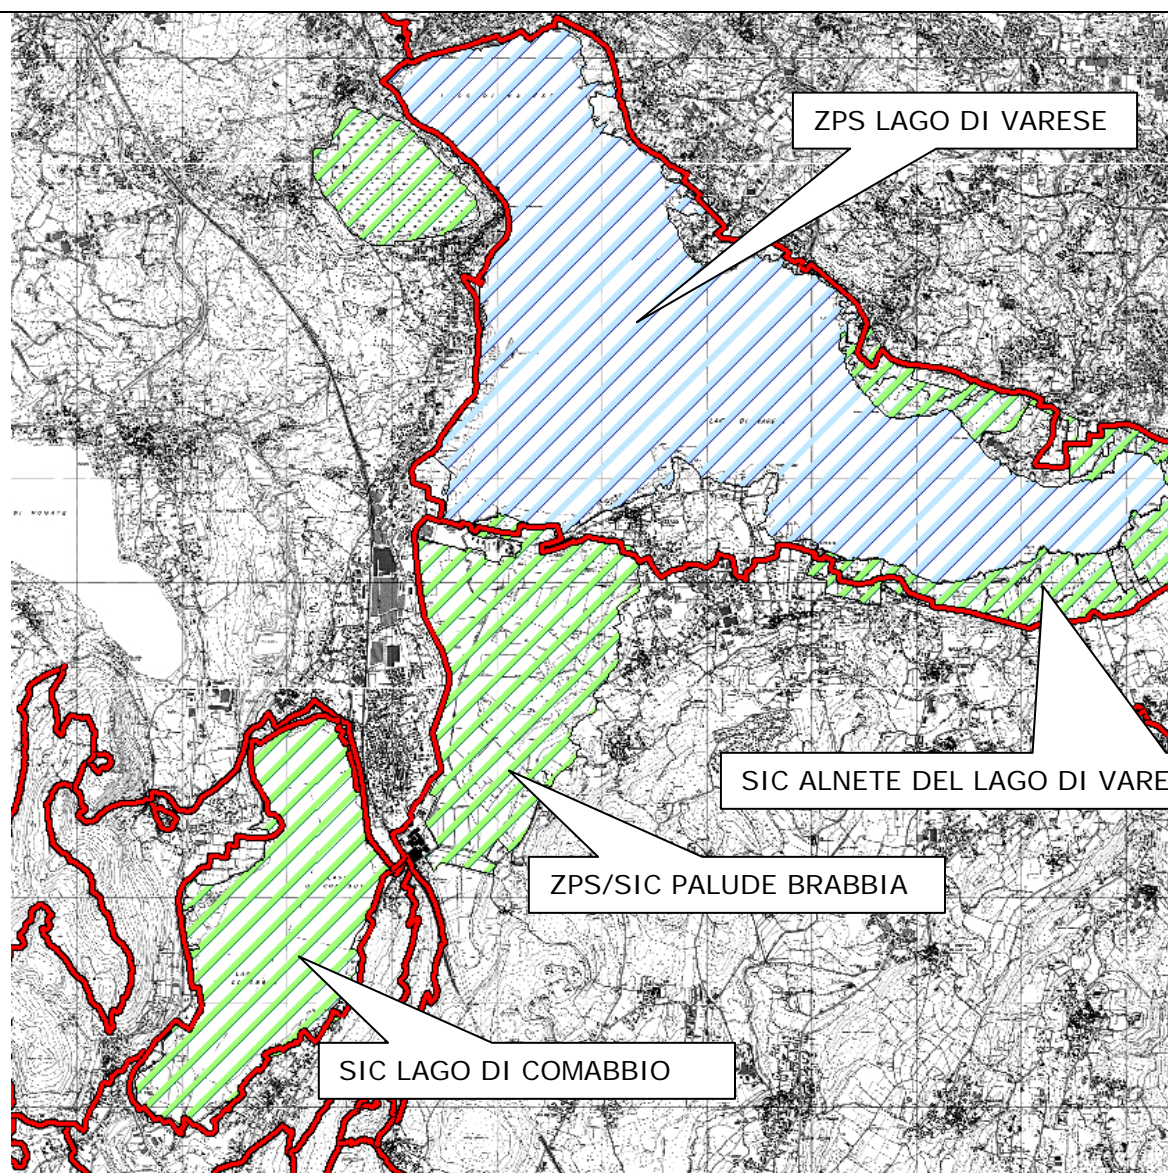 ZPS LAGO DI VARESE
SIC ALNETE DEL LAGO DI VARE
ZPS/SIC PALUDE BRABBIA
SIC LAGO DI COMABBIO